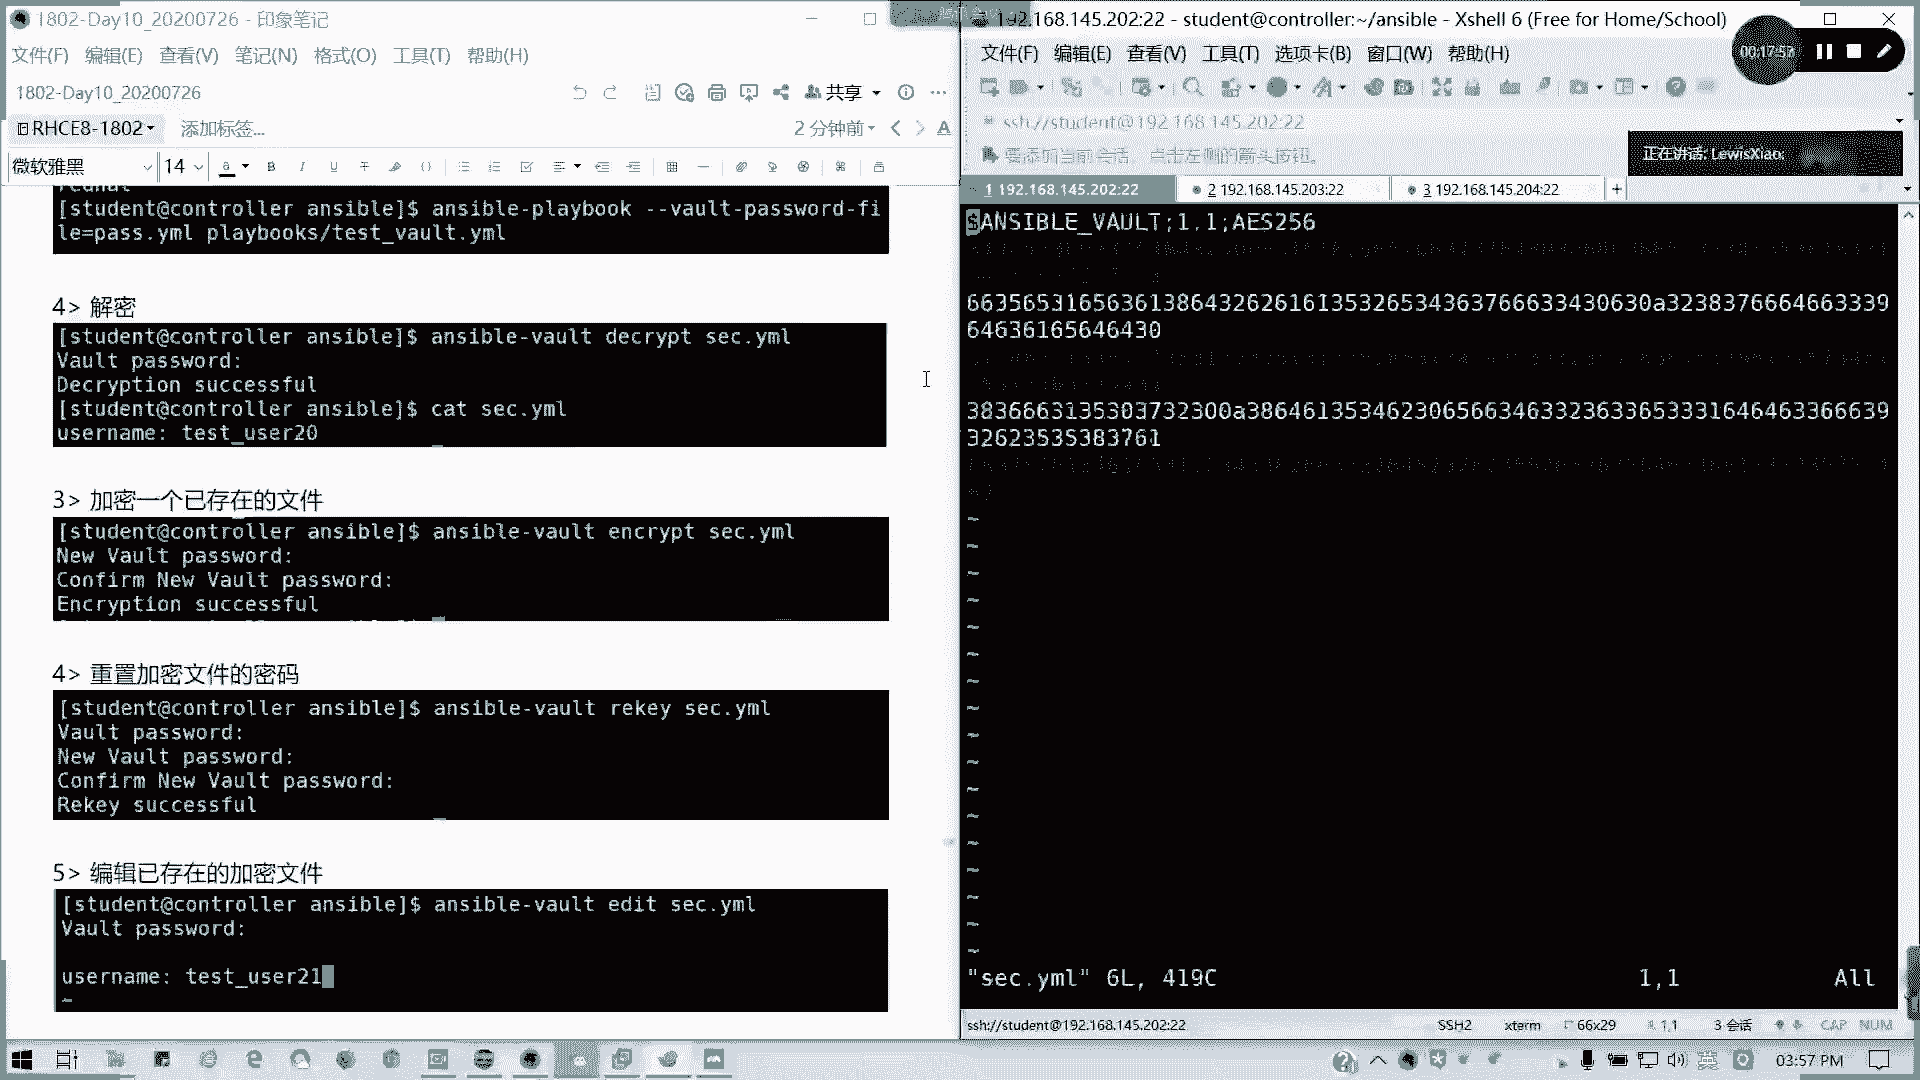 1802-Day10_20200726 - 印象笔记
文件(F) 编辑(E) 查看(V) 笔记(N) 格式(O) 工具(T) 帮助(H)
1802-Day10_20200726
共享
RHCE8-1802
添加标签...
2 分钟前
微软雅黑
14
[student@controller ansible]$ ansible-playbook --vault-password-fi
le=pass.yml playbooks/test_vault.yml
4> 解密
[student@controller ansible]$ ansible-vault decrypt sec.yml
Vault password:
Decryption successful
[student@controller ansible]$ cat sec.yml
username: test_user20
3> 加密一个已存在的文件
[student@controller ansible]$ ansible-vault encrypt sec.yml
New Vault password:
Confirm New Vault password:
Encryption successful
4> 重置加密文件的密码
[student@controller ansible]$ ansible-vault rekey sec.yml
Vault password:
New Vault password:
Confirm New Vault password:
Rekey successful
5> 编辑已存在的加密文件
[student@controller ansible]$ ansible-vault edit sec.yml
Vault password:
username: test_user21
~
192.168.145.202:22 - student@controller:~/ansible - Xshell 6 (Free for Home/School)
文件(F) 编辑(E) 查看(V) 工具(T) 选项卡(B) 窗口(W) 帮助(H)
ssh://student@192.168.145.202:22
要添加当前会话，点击左侧的箭头按钮。
正在讲话: LewisXiao;
1 192.168.145.202:22
2 192.168.145.203:22
3 192.168.145.204:22
$ANSIBLE_VAULT;1.1;AES256
64636165646430
32623535383761
"sec.yml" 6L, 419C
1,1
All
ssh://student@192.168.145.202:22
SSH2
xterm
66x29
1,1
3 会话
CAP
NUM
英
03:57 PM